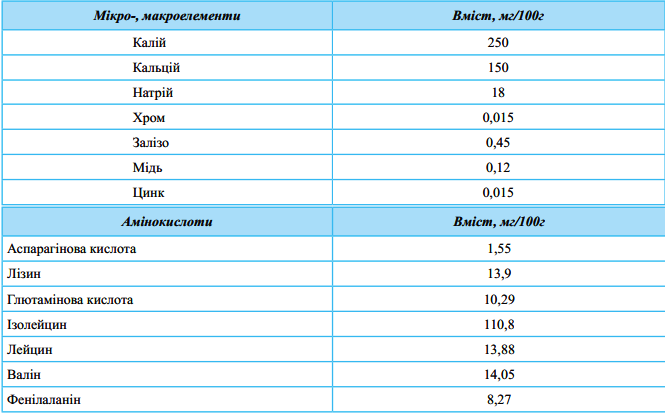 Мікро-, макроелементи Вміст, мг/100г
Калій 250
Кальцій 150
Натрій 18
Хром 0,015
Залізо 0,45
Мідь 0,12
Цинк 0,015
Амінокислоти Вміст, мг/100г
Аспарагінова кислота 1,55
Лізин 13,9
Глютамінова кислота 10,29
Ізолейцин 110,8
Лейцин 13,88
Валін 14,05
Фенілаланін 8,27